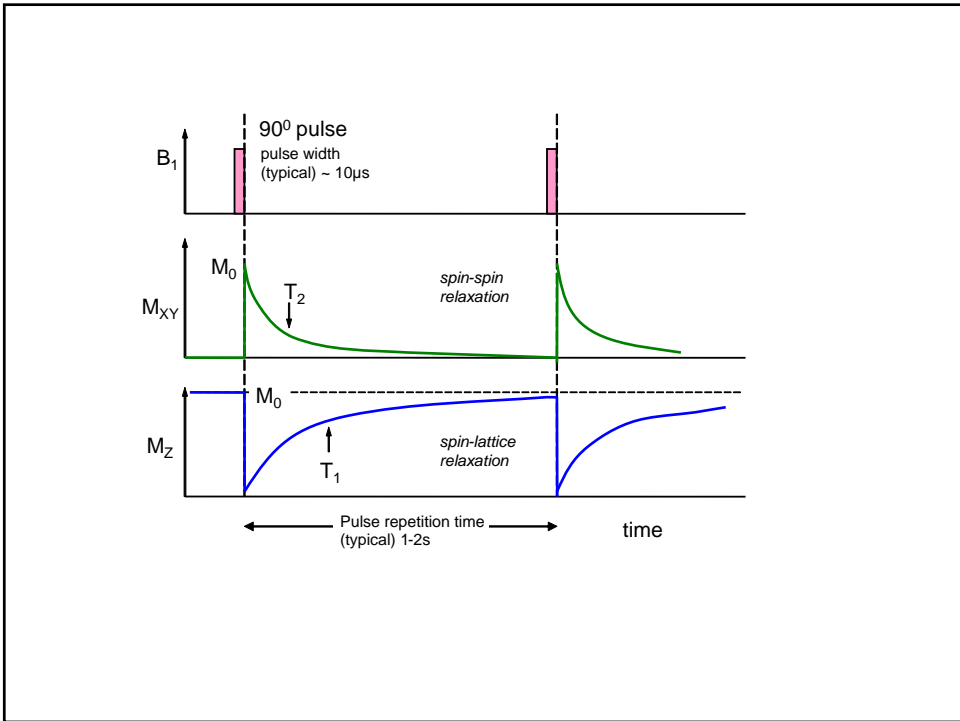 90⁰ pulse
pulse width
(typical) ~ 10µs
B₁
M₀
spin-spin
relaxation
T₂
M_XY
M₀
M_Z
spin-lattice
relaxation
T₁
Pulse repetition time
(typical) 1-2s
time